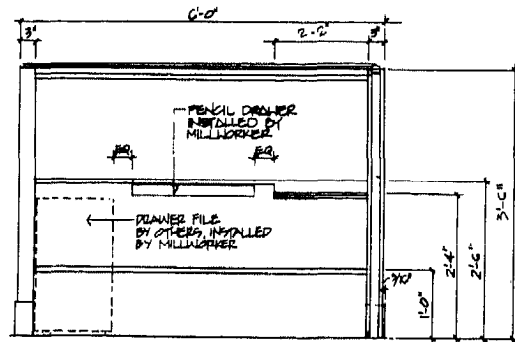 6'-0"
3"
2'-2"
3"
PENCIL DRAWER
INSTALLED BY
MILLWORKER
EQ
EQ
DRAWER FILE
BY OTHERS, INSTALLED
BY MILLWORKER
3'-6"
2'-6"
2'-4"
1'-0"